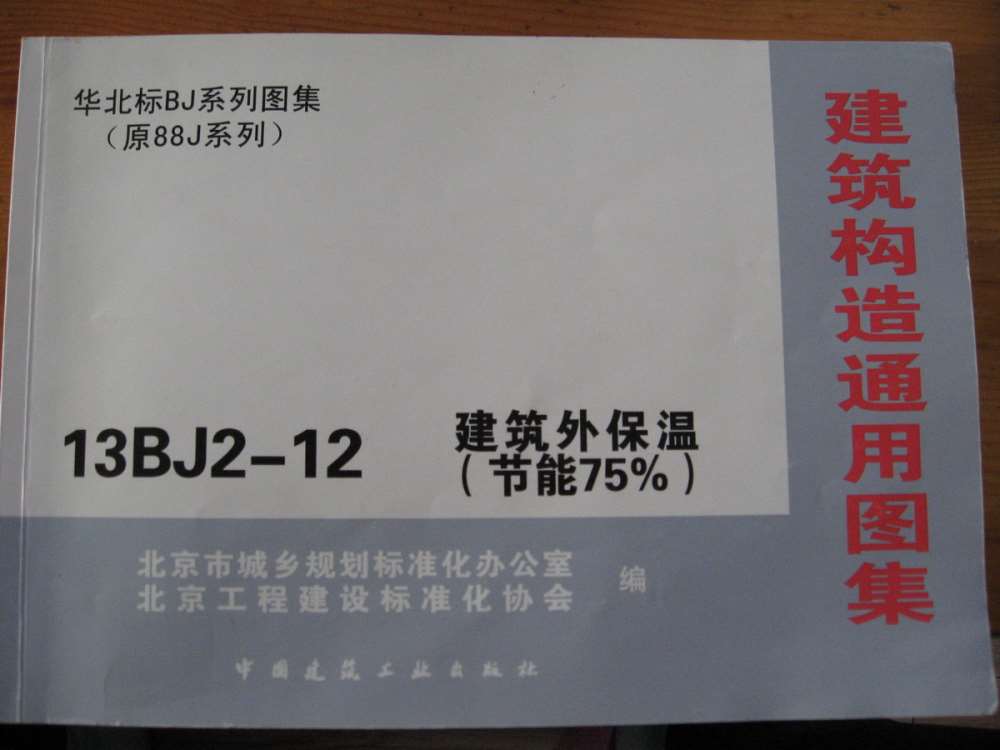 华北标BJ系列图集
（原88J系列）
建筑构造通用图集
13BJ2-12
建筑外保温
（节能75%）
北京市城乡规划标准化办公室
北京工程建设标准化协会
编
中国建筑工业出版社